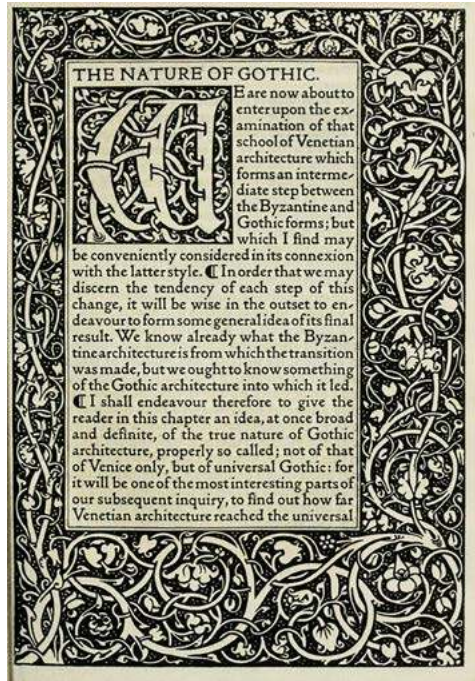 THE NATURE OF GOTHIC.
WE are now about to
enter upon the ex-
amination of that
school of Venetian
architecture which
forms an interme-
diate step between
the Byzantine and
Gothic forms; but
which I find may
be conveniently considered in its connexion
with the latter style. ⁋ In order that we may
discern the tendency of each step of this
change, it will be wise in the outset to en-
deavour to form some general idea of its final
result. We know already what the Byzan-
tine architecture is from which the transition
was made, but we ought to know something
of the Gothic architecture into which it led.
⁋ I shall endeavour therefore to give the
reader in this chapter an idea, at once broad
and definite, of the true nature of Gothic
architecture, properly so called; not of that
of Venice only, but of universal Gothic: for
it will be one of the most interesting parts of
our subsequent inquiry, to find out how far
Venetian architecture reached the universal